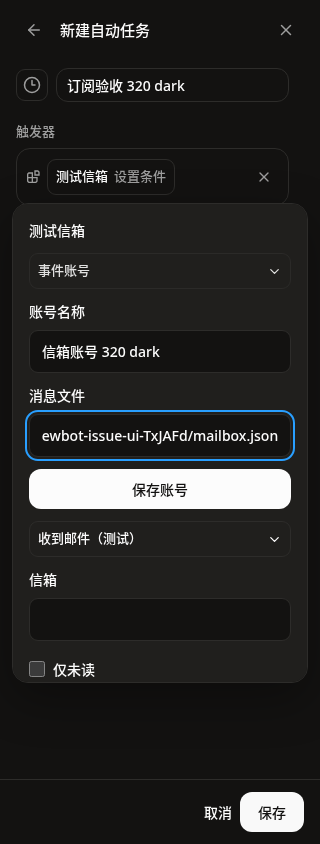 新建自动任务
订阅验收 320 dark
触发器
测试信箱 设置条件
测试信箱
事件账号
账号名称
信箱账号 320 dark
消息文件
ewbot-issue-ui-TxJAFd/mailbox.json
保存账号
收到邮件（测试）
信箱
仅未读
取消 保存